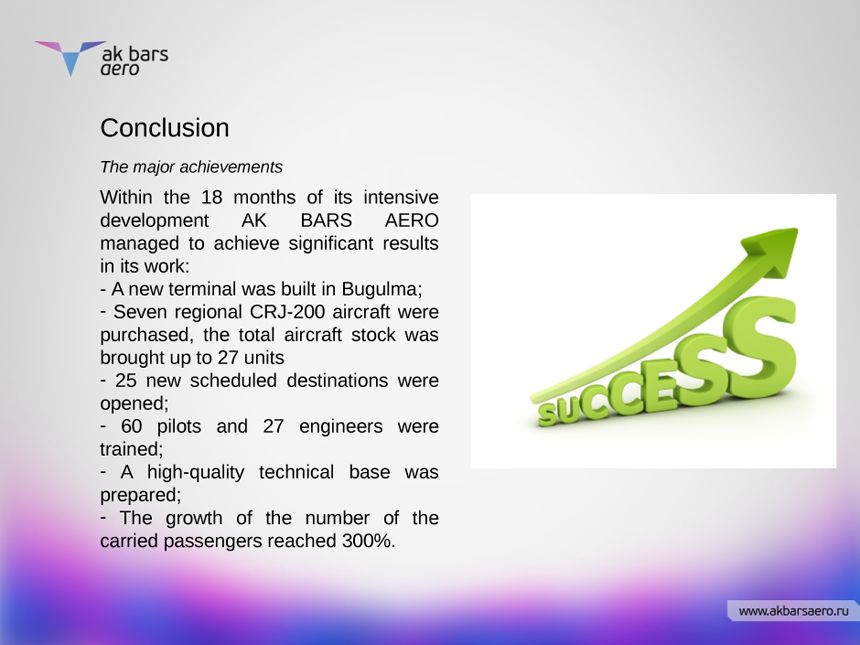 ak bars
aero
Conclusion
The major achievements
Within the 18 months of its intensive
development AK BARS AERO
managed to achieve significant results
in its work:
- A new terminal was built in Bugulma;
- Seven regional CRJ-200 aircraft were
purchased, the total aircraft stock was
brought up to 27 units
- 25 new scheduled destinations were
opened;
- 60 pilots and 27 engineers were
trained;
- A high-quality technical base was
prepared;
- The growth of the number of the
carried passengers reached 300%.
SUCCESS
www.akbarsaero.ru